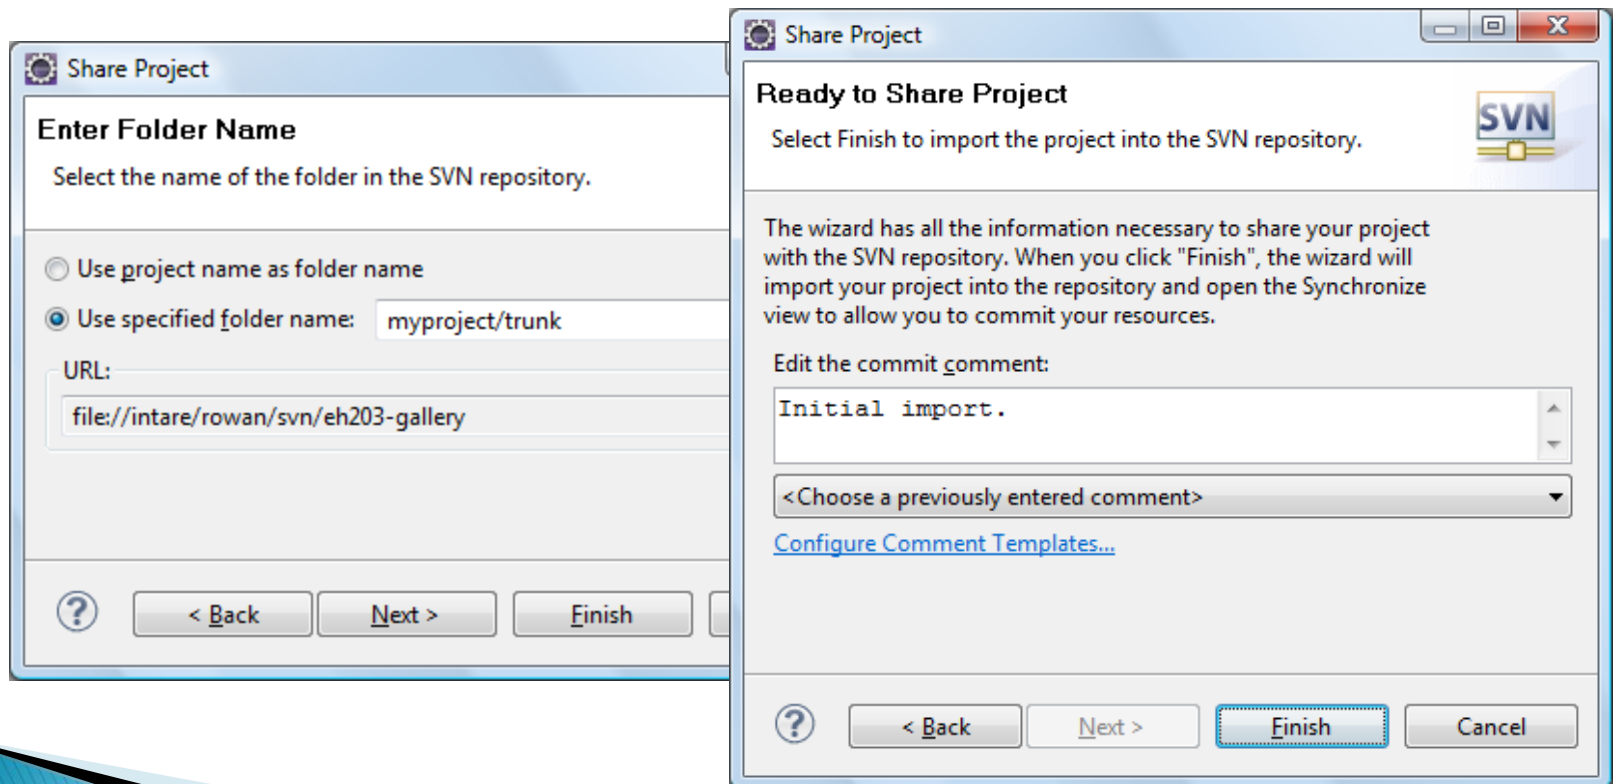 Share Project
Enter Folder Name
Select the name of the folder in the SVN repository.
Use project name as folder name
Use specified folder name: myproject/trunk
URL:
file://intare/rowan/svn/eh203-gallery
?
< Back Next > Finish
Share Project
Ready to Share Project
Select Finish to import the project into the SVN repository.
SVN
The wizard has all the information necessary to share your project
with the SVN repository. When you click "Finish", the wizard will
import your project into the repository and open the Synchronize
view to allow you to commit your resources.
Edit the commit comment:
Initial import.
<Choose a previously entered comment>
Configure Comment Templates...
?
< Back Next > Finish Cancel